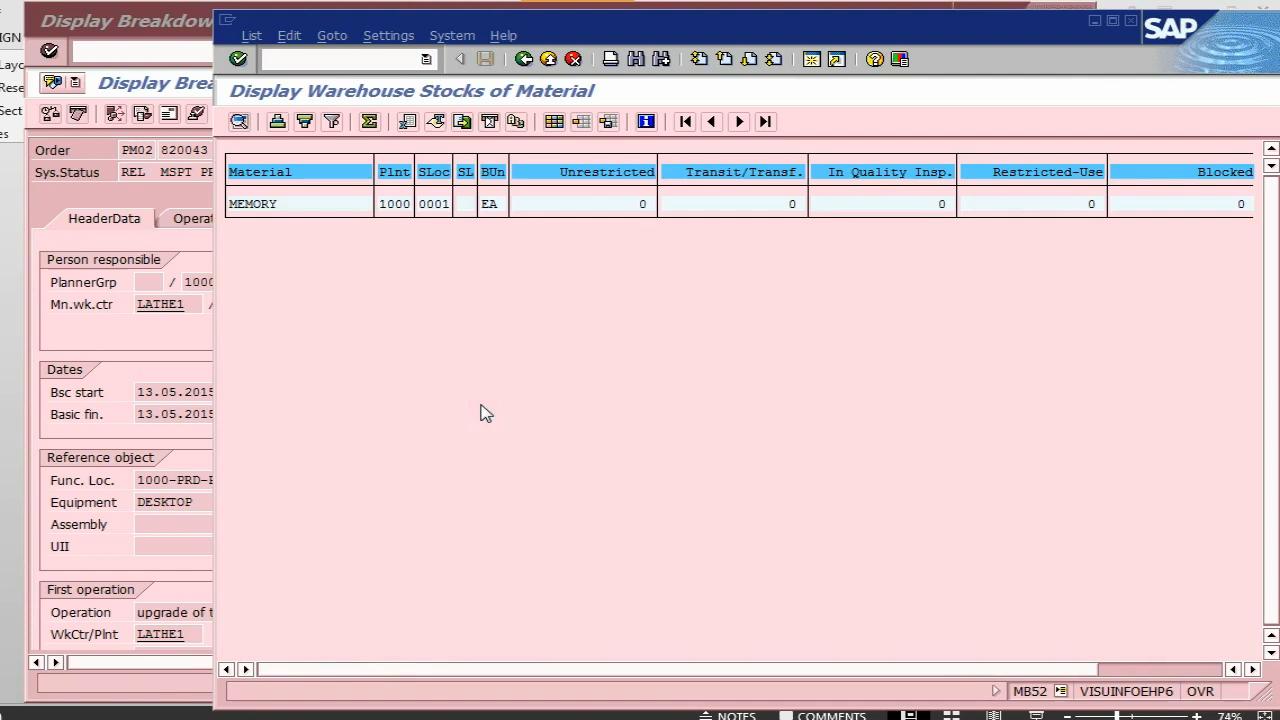 Display Breakdow
IGN
Layc
Rese
Sect
es
Display Brea
Order PM02 820043
Sys.Status REL MSPT PR
HeaderData Operat
Person responsible
PlannerGrp / 1000
Mn.wk.ctr LATHE1 /
Dates
Bsc start 13.05.2015
Basic fin. 13.05.2015
Reference object
Func. Loc. 1000-PRD-P
Equipment DESKTOP
Assembly
UII
First operation
Operation upgrade of t
WkCtr/Plnt LATHE1
List Edit Goto Settings System Help
SAP
Display Warehouse Stocks of Material
Material Plnt SLoc SL BUn Unrestricted Transit/Transf. In Quality Insp. Restricted-Use Blocked
MEMORY 1000 0001 EA 0 0 0 0 0
MB52 VISUINFOEHP6 OVR
NOTES COMMENTS 74%